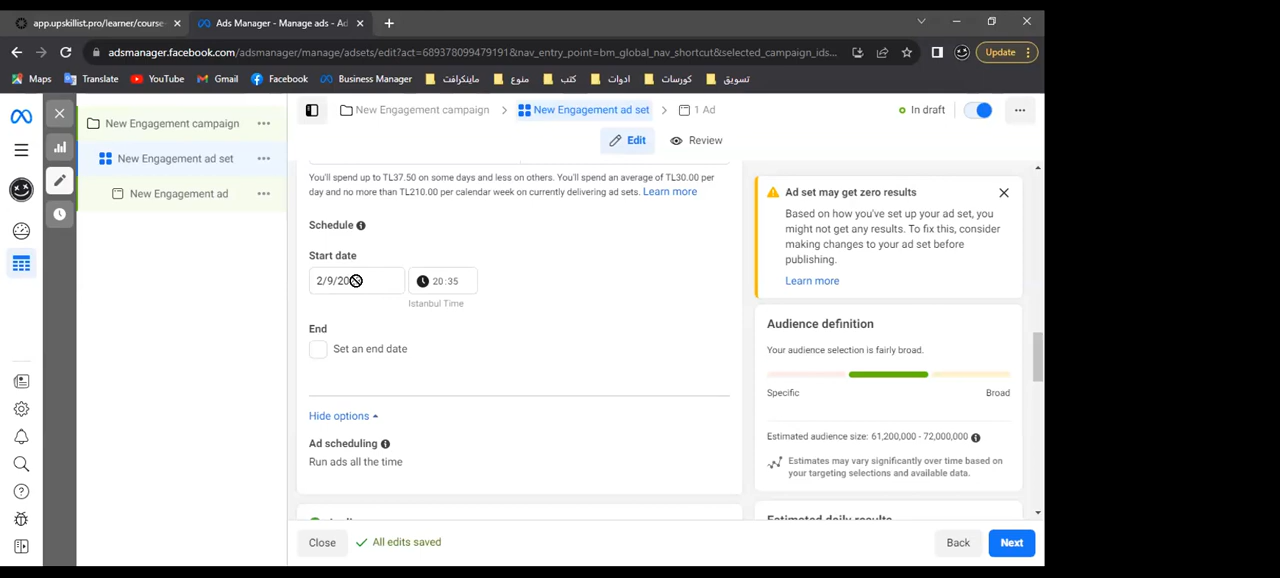 app.upskillist.pro/learner/course
Ads Manager - Manage ads - Ad
adsmanager.facebook.com/adsmanager/manage/adsets/edit?act=689378099479191&nav_entry_point=bm_global_nav_shortcut&selected_campaign_ids...
Update
Maps
Translate
YouTube
Gmail
Facebook
Business Manager
ماينكرافت
منوع
كتب
ادوات
كورسات
تسويق
New Engagement campaign
New Engagement ad set
New Engagement ad
New Engagement campaign
New Engagement ad set
1 Ad
In draft
Edit
Review
You'll spend up to TL37.50 on some days and less on others. You'll spend an average of TL30.00 per
day and no more than TL210.00 per calendar week on currently delivering ad sets. Learn more
Schedule
Start date
2/9/20
20:35
Istanbul Time
End
Set an end date
Hide options
Ad scheduling
Run ads all the time
Close
All edits saved
Ad set may get zero results
Based on how you've set up your ad set, you
might not get any results. To fix this, consider
making changes to your ad set before
publishing.
Learn more
Audience definition
Your audience selection is fairly broad.
Specific
Broad
Estimated audience size: 61,200,000 - 72,000,000
Estimates may vary significantly over time based on
your targeting selections and available data.
Estimated daily results
Back
Next